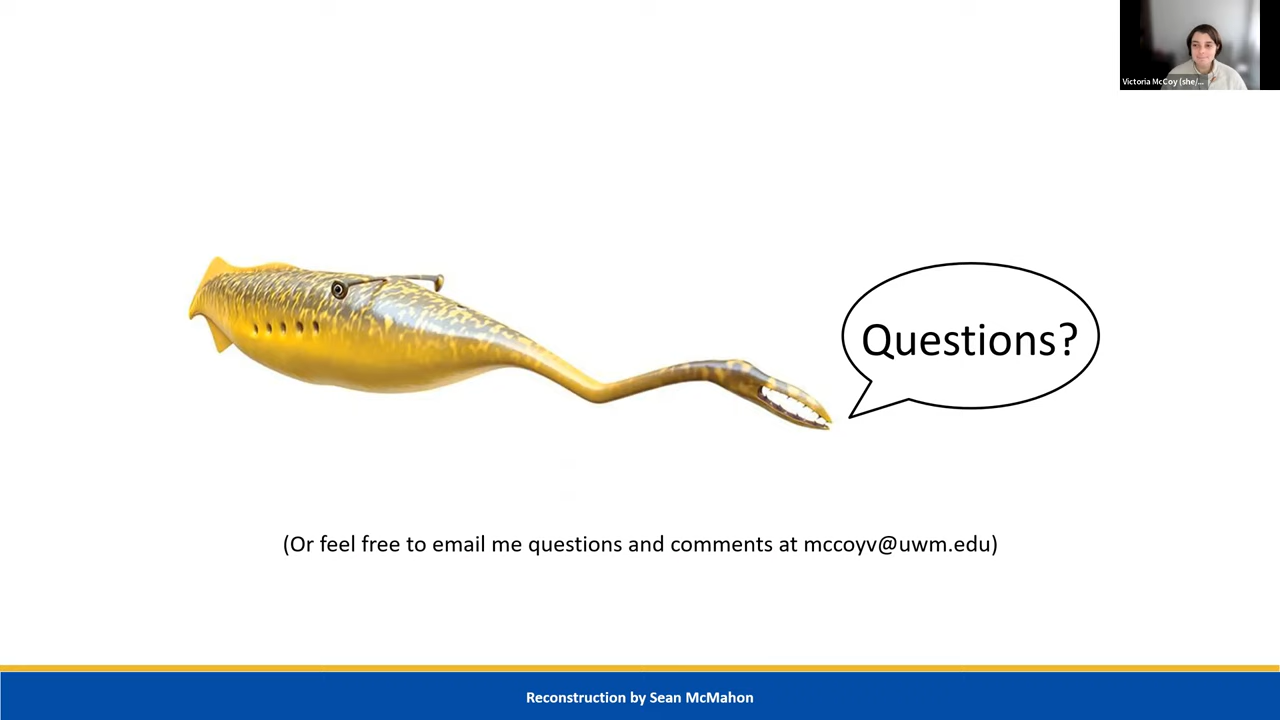 Victoria McCoy (she/...
Questions?
(Or feel free to email me questions and comments at mccoyv@uwm.edu)
Reconstruction by Sean McMahon